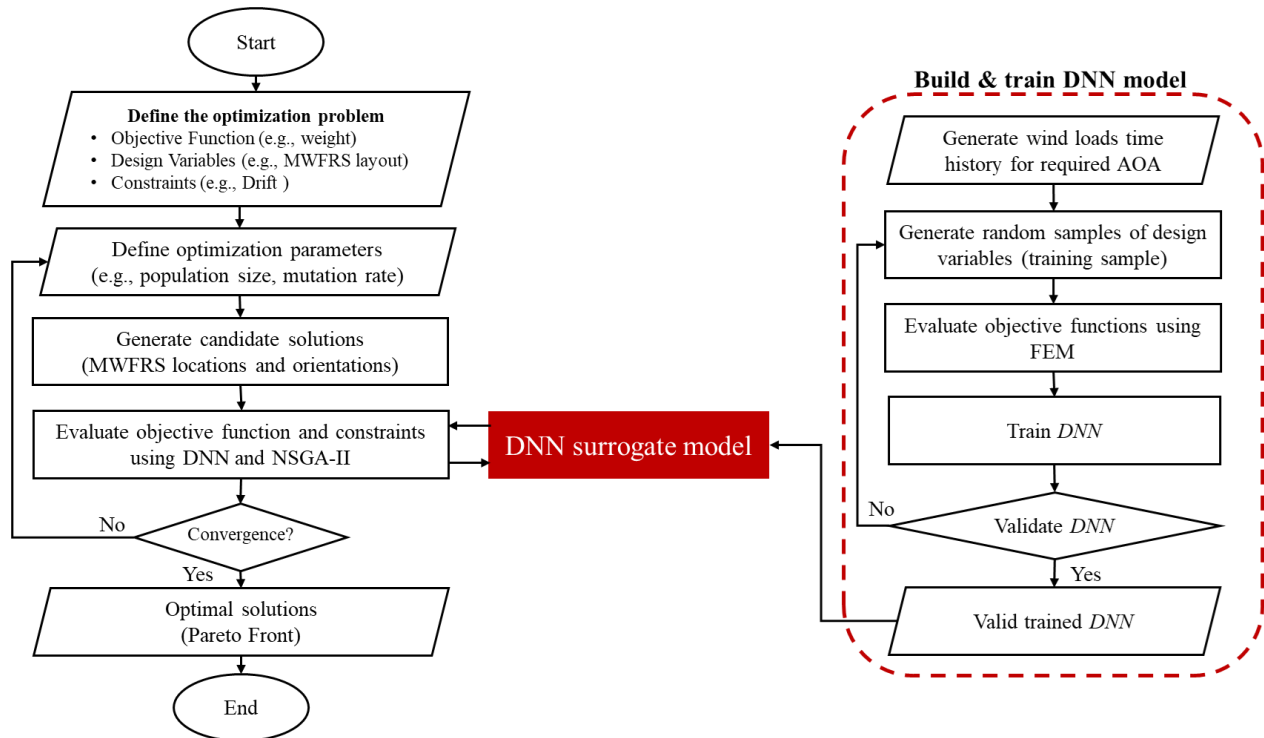 Start
Define the optimization problem
• Objective Function (e.g., weight)
• Design Variables (e.g., MWFRS layout)
• Constraints (e.g., Drift )
Define optimization parameters
(e.g., population size, mutation rate)
Generate candidate solutions
(MWFRS locations and orientations)
Evaluate objective function and constraints
using DNN and NSGA-II
No
Convergence?
Yes
Optimal solutions
(Pareto Front)
End
DNN surrogate model
Build & train DNN model
Generate wind loads time
history for required AOA
Generate random samples of design
variables (training sample)
Evaluate objective functions using
FEM
Train DNN
No
Validate DNN
Yes
Valid trained DNN